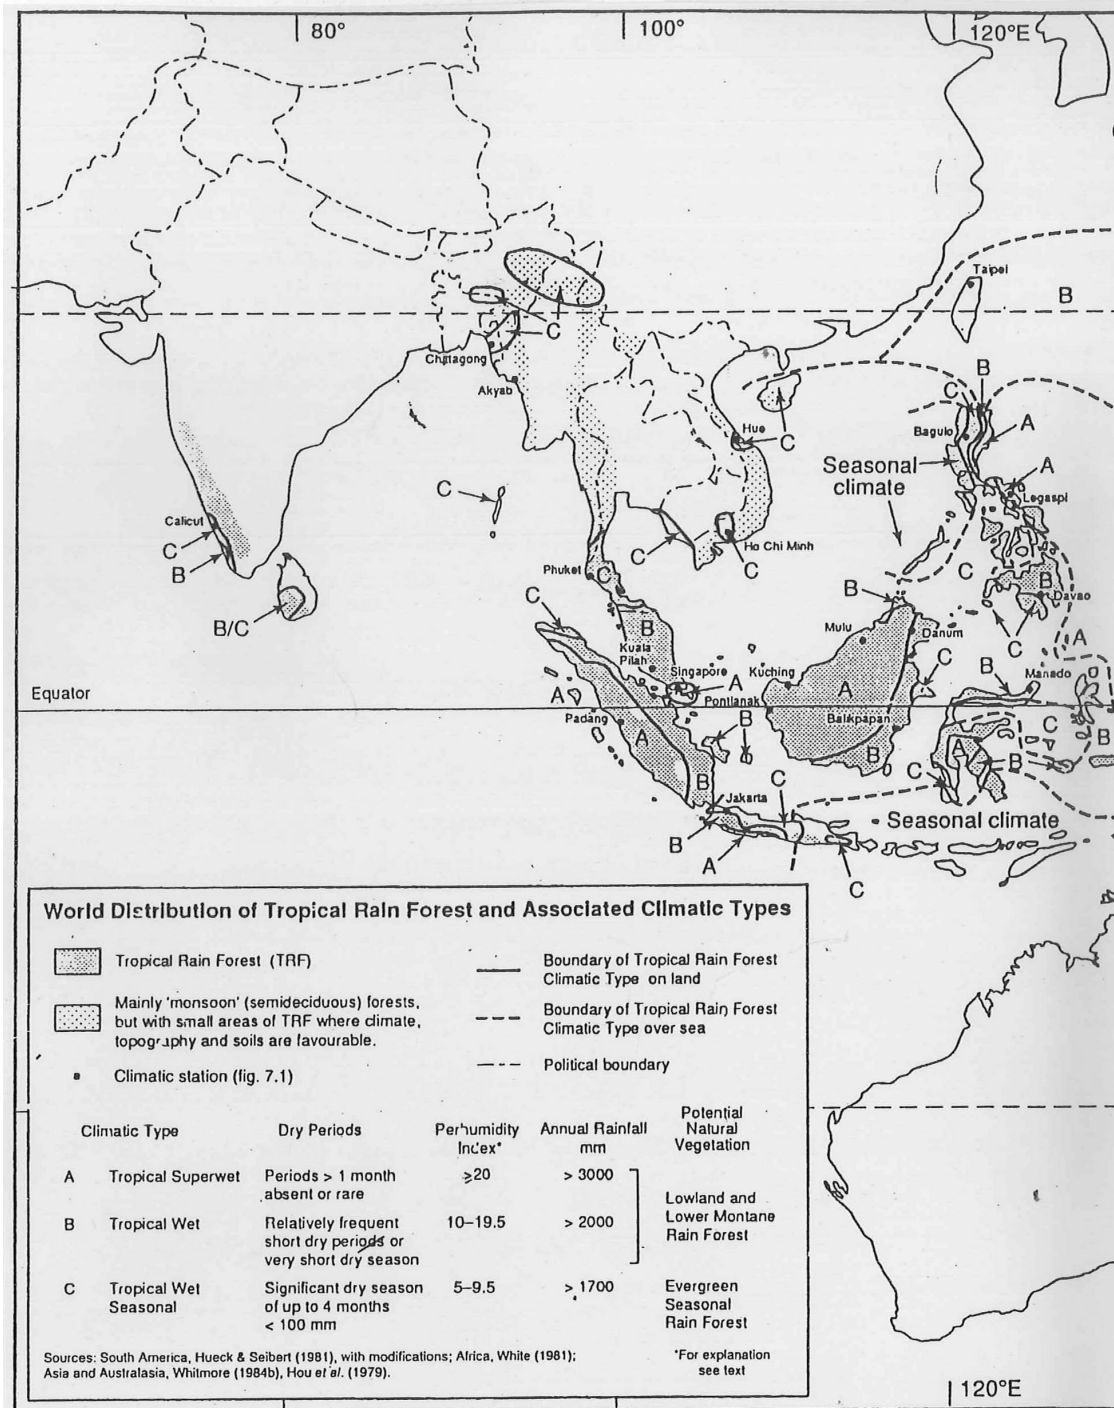 80°
100°
120°E
Taipei
B
Chittagong
C
Akyab
B
C
Hue
C
Baguio
A
Seasonal
climate
A
Legaspi
C
Calicut
C
B
Ho Chi Minh
C
C
C
Phuket
C
B
B
Davao
B/C
C
B
Mulu
Danum
C
A
Kuala
Pilah
Singapore
Kuching
C
B
Manado
Equator
A
A
Pontianak
A
Padang
B
Balikpapan
C
B
A
B
A
B
B
C
C
Jakarta
B
Seasonal climate
A
C
World Distribution of Tropical Rain Forest and Associated Climatic Types
Tropical Rain Forest (TRF)
Mainly 'monsoon' (semideciduous) forests,
but with small areas of TRF where climate,
topography and soils are favourable.
Climatic station (fig. 7.1)
Boundary of Tropical Rain Forest
Climatic Type on land
Boundary of Tropical Rain Forest
Climatic Type over sea
Political boundary
Climatic Type Dry Periods Perhumidity Index* Annual Rainfall mm Potential Natural Vegetation
A Tropical Superwet Periods > 1 month ≥20 > 3000
absent or rare
Lowland and
Lower Montane
Rain Forest
B Tropical Wet Relatively frequent 10–19.5 > 2000
short dry periods or
very short dry season
C Tropical Wet Significant dry season 5–9.5 > 1700 Evergreen
Seasonal of up to 4 months Seasonal
< 100 mm Rain Forest
Sources: South America, Hueck & Seibert (1981), with modifications; Africa, White (1981);
Asia and Australasia, Whitmore (1984b), Hou et al. (1979).
*For explanation
see text
120°E